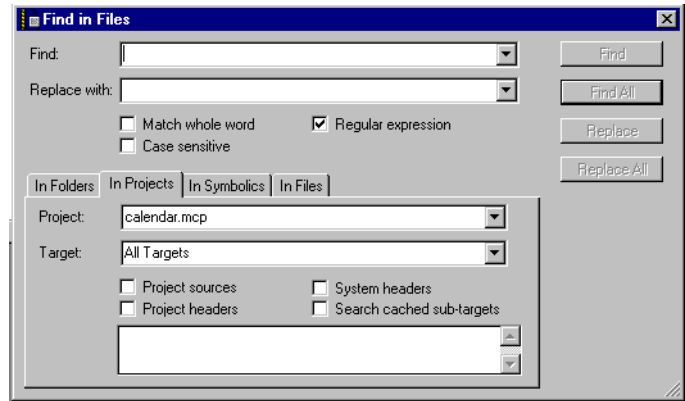 Find in Files
Find:
Find
Replace with:
Find All
Match whole word
Regular expression
Replace
Case sensitive
Replace All
In Folders
In Projects
In Symbolics
In Files
Project:
calendar.mcp
Target:
All Targets
Project sources
System headers
Project headers
Search cached sub-targets